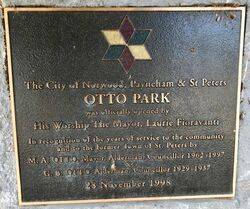 The City of Norwood, Payneham & St Peters
OTTO PARK
was officially opened by
His Worship The Mayor, Laurie Fioravanti
In recognition of the years of service to the community
and to the former Town of St. Peters by
M. A. OTTO, Mayor, Alderman, Councillor 1962-1997
G. B. OTTO, Alderman, Councillor 1929-1957
28 November 1998